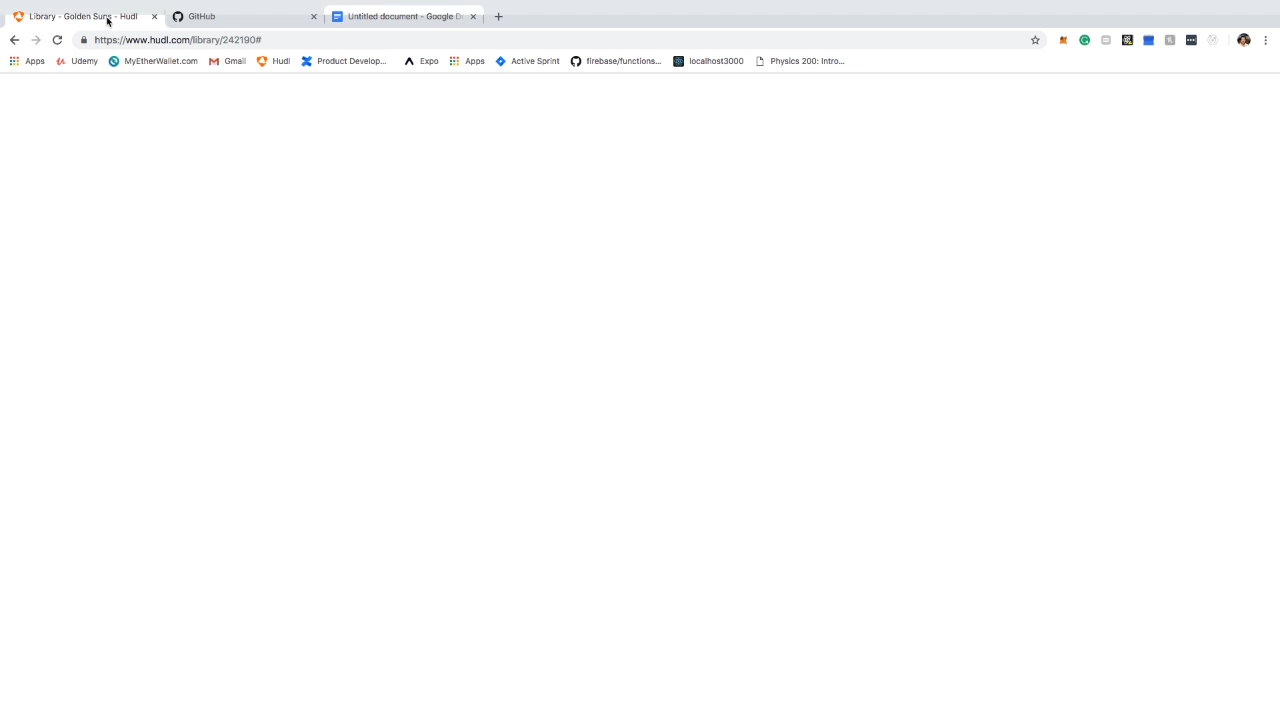 Library - Golden Suns - Hudl GitHub Untitled document - Google D
https://www.hudl.com/library/242190#
Apps Udemy MyEtherWallet.com Gmail Hudl Product Develop... Expo Apps Active Sprint firebase/functions... localhost3000 Physics 200: Intro...